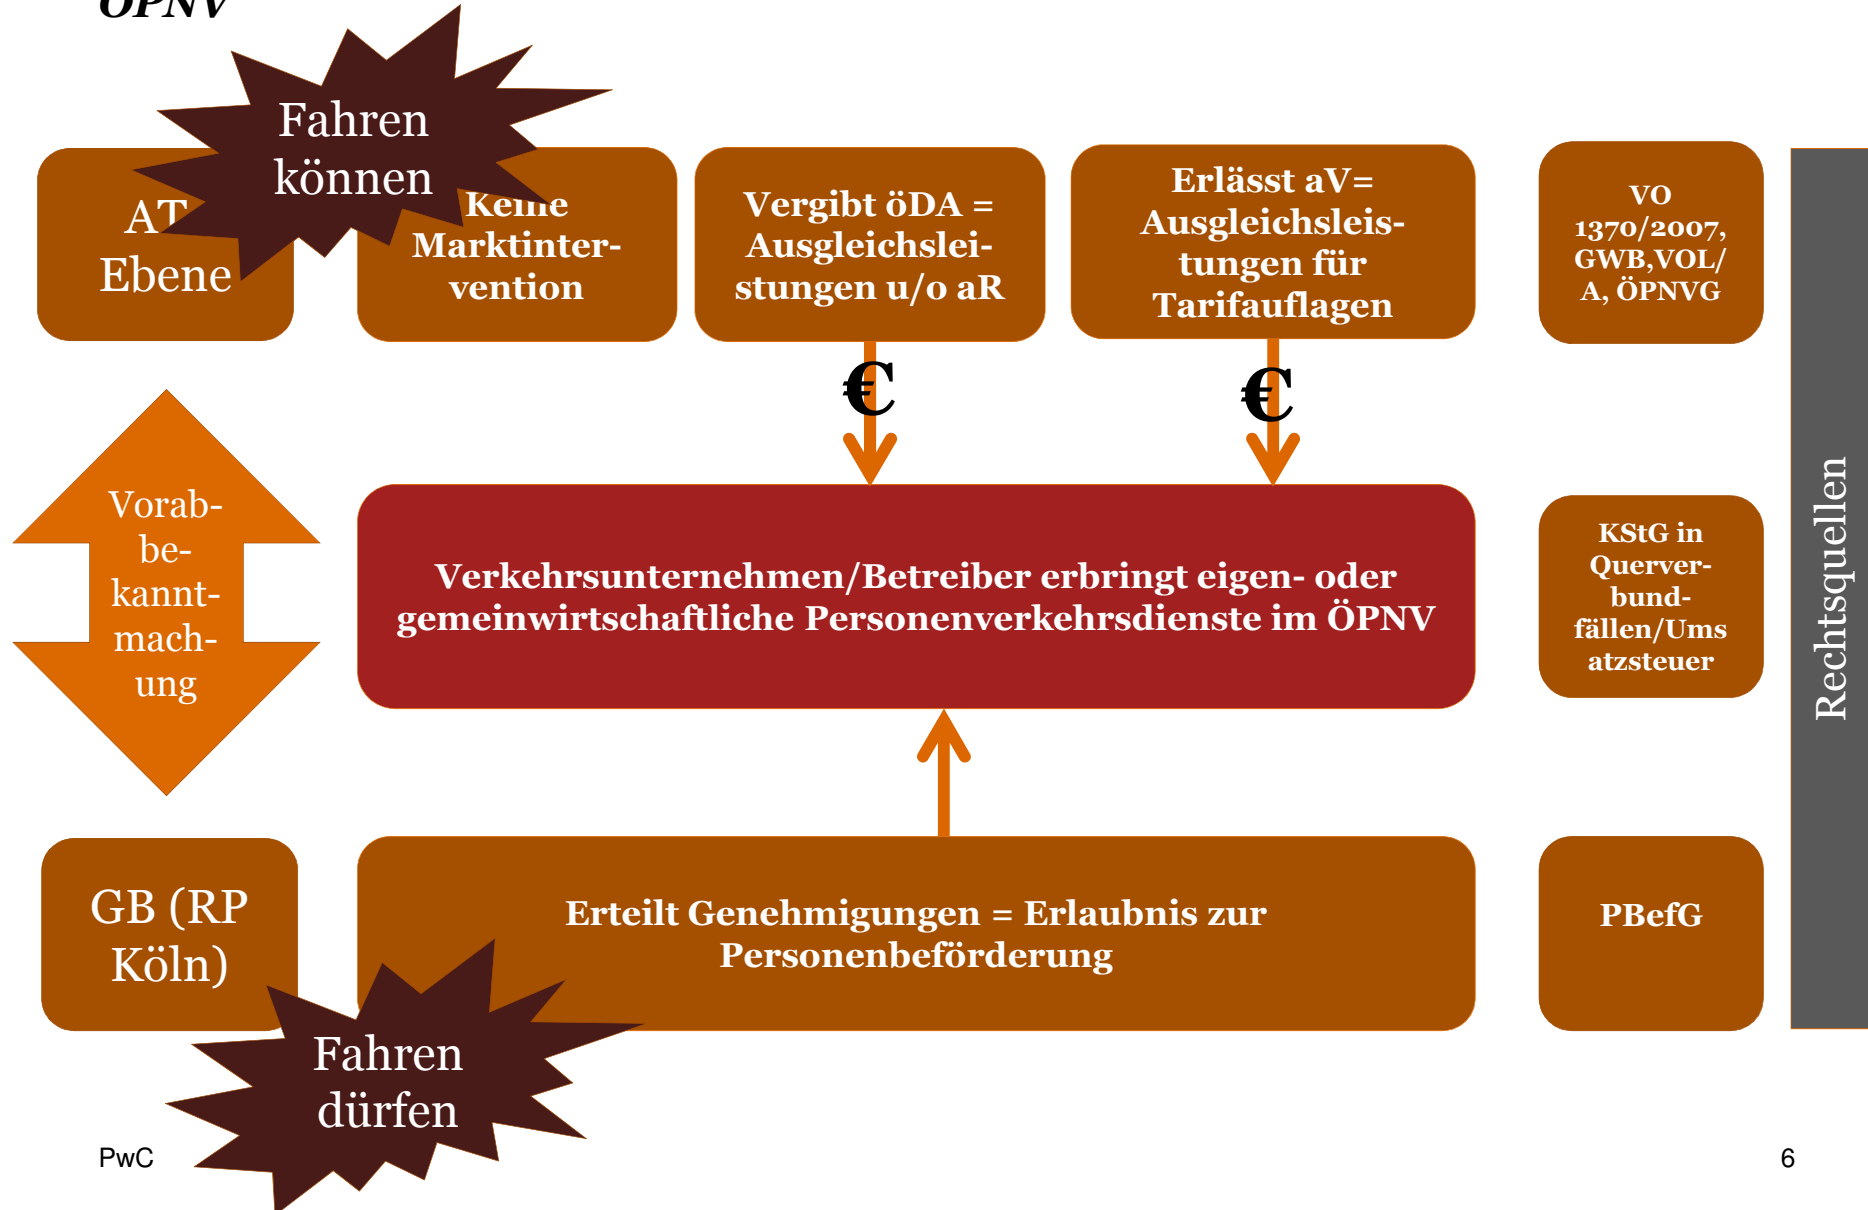 ÖPNV
Fahren
können
AT
Ebene
Keine
Marktinter-
vention
Vergibt öDA =
Ausgleichslei-
stungen u/o aR
Erlässt aV=
Ausgleichsleis-
tungen für
Tarifauflagen
VO
1370/2007,
GWB,VOL/
A, ÖPNVG
€
€
Vorab-
be-
kannt-
mach-
ung
Verkehrsunternehmen/Betreiber erbringt eigen- oder
gemeinwirtschaftliche Personenverkehrsdienste im ÖPNV
KStG in
Querver-
bund-
fällen/Ums
atzsteuer
Rechtsquellen
GB (RP
Köln)
Erteilt Genehmigungen = Erlaubnis zur
Personenbeförderung
PBefG
Fahren
dürfen
PwC
6